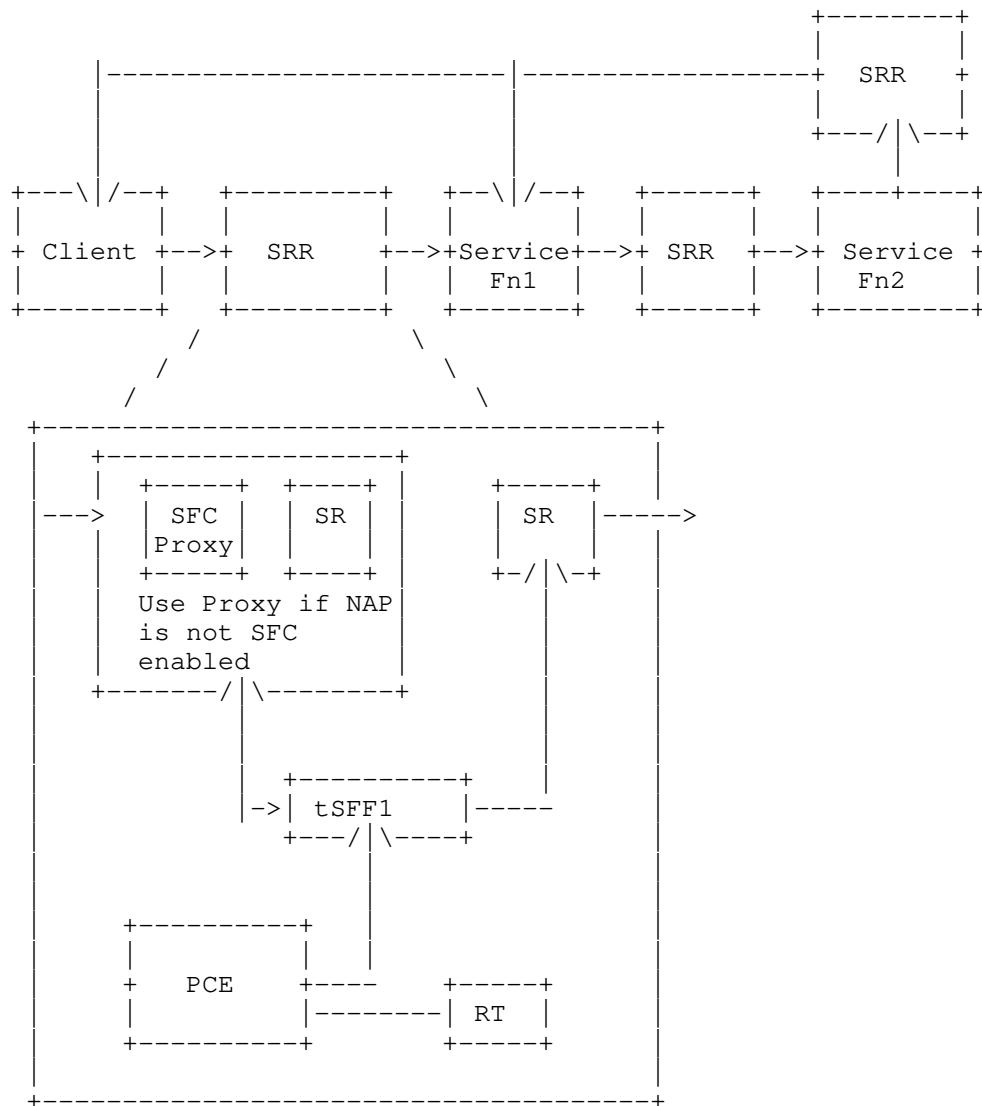 SRR
Client SRR Service SRR Service
Fn1 Fn2
SFC SR SR
Proxy
Use Proxy if NAP
is not SFC
enabled
tSFF1
PCE
RT